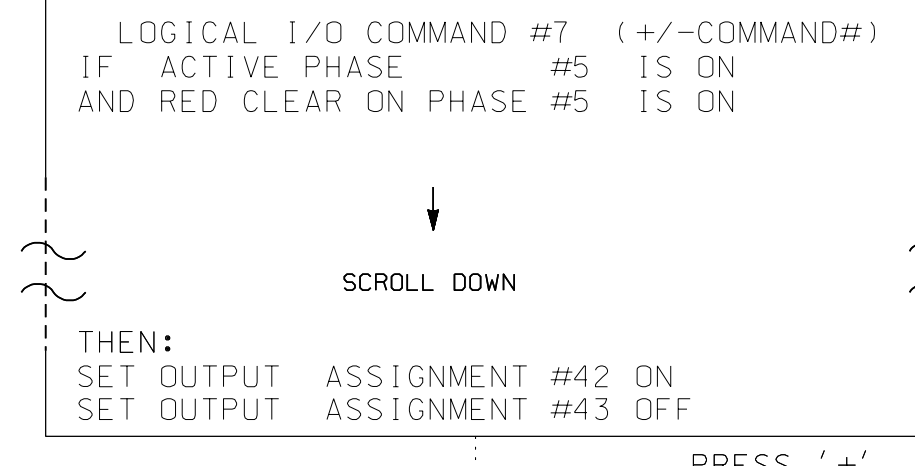 LOGICAL I/O COMMAND #7 (+/-COMMAND#)
IF ACTIVE PHASE #5 IS ON
AND RED CLEAR ON PHASE #5 IS ON
SCROLL DOWN
THEN:
SET OUTPUT ASSIGNMENT #42 ON
SET OUTPUT ASSIGNMENT #43 OFF
PRESS '+'